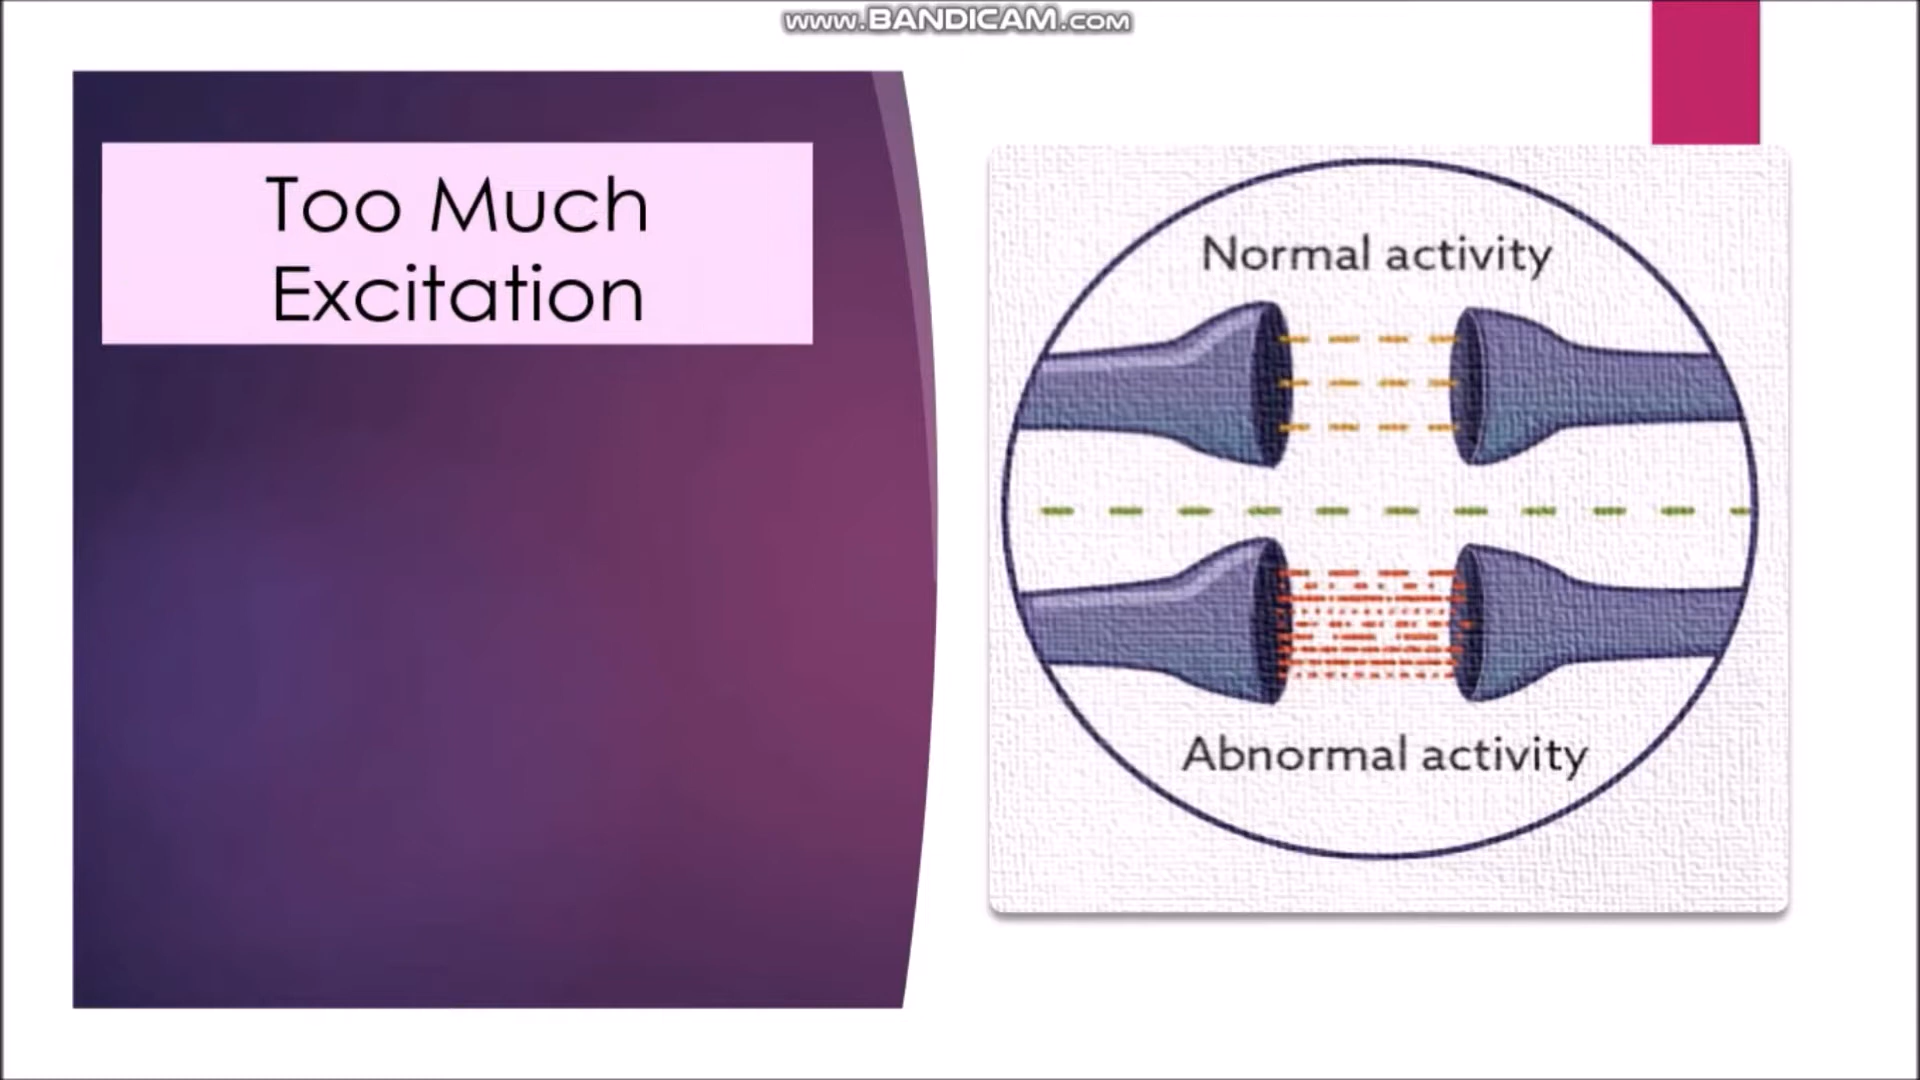 www.BANDICAM.com
Too Much
Excitation
Normal activity
Abnormal activity